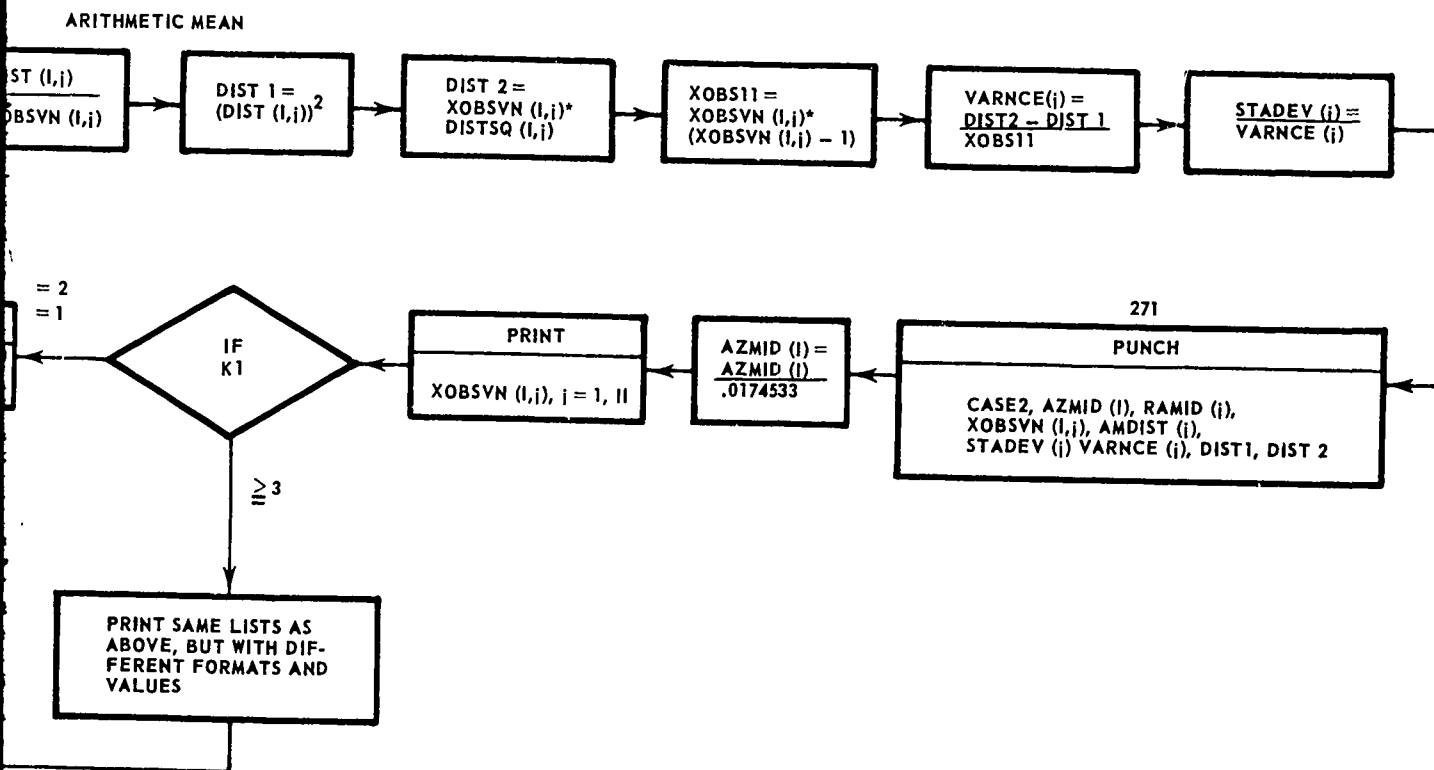 ARITHMETIC MEAN
ST (I,j)
OBSVN (I,j)
DIST 1 =
(DIST (I,j))²
DIST 2 =
XOBSVN (I,j)*
DISTSQ (I,j)
XOBS11 =
XOBSVN (I,j)*
(XOBSVN (I,j) – 1)
VARNCE(j) =
DIST2 – DIST 1
XOBS11
STADEV (j) =
VARNCE (j)
= 2
= 1
IF
K1
PRINT
XOBSVN (I,j), j = 1, II
AZMID (I) =
AZMID (I)
.0174533
271
PUNCH
CASE2, AZMID (I), RAMID (j),
XOBSVN (I,j), AMDIST (j),
STADEV (j) VARNCE (j), DIST1, DIST 2
≧ 3
PRINT SAME LISTS AS
ABOVE, BUT WITH DIF-
FERENT FORMATS AND
VALUES